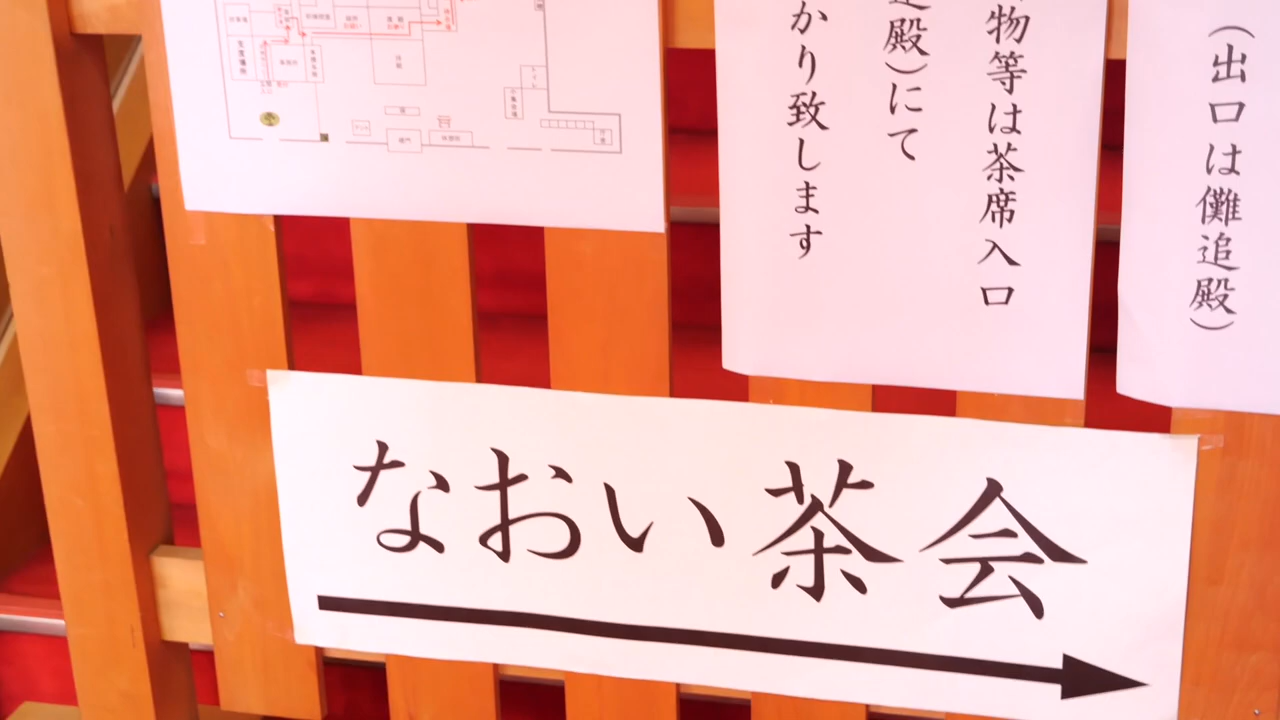 (出口は儺追殿)
物等は茶席入口
追殿)にて
かり致します
なおい茶会